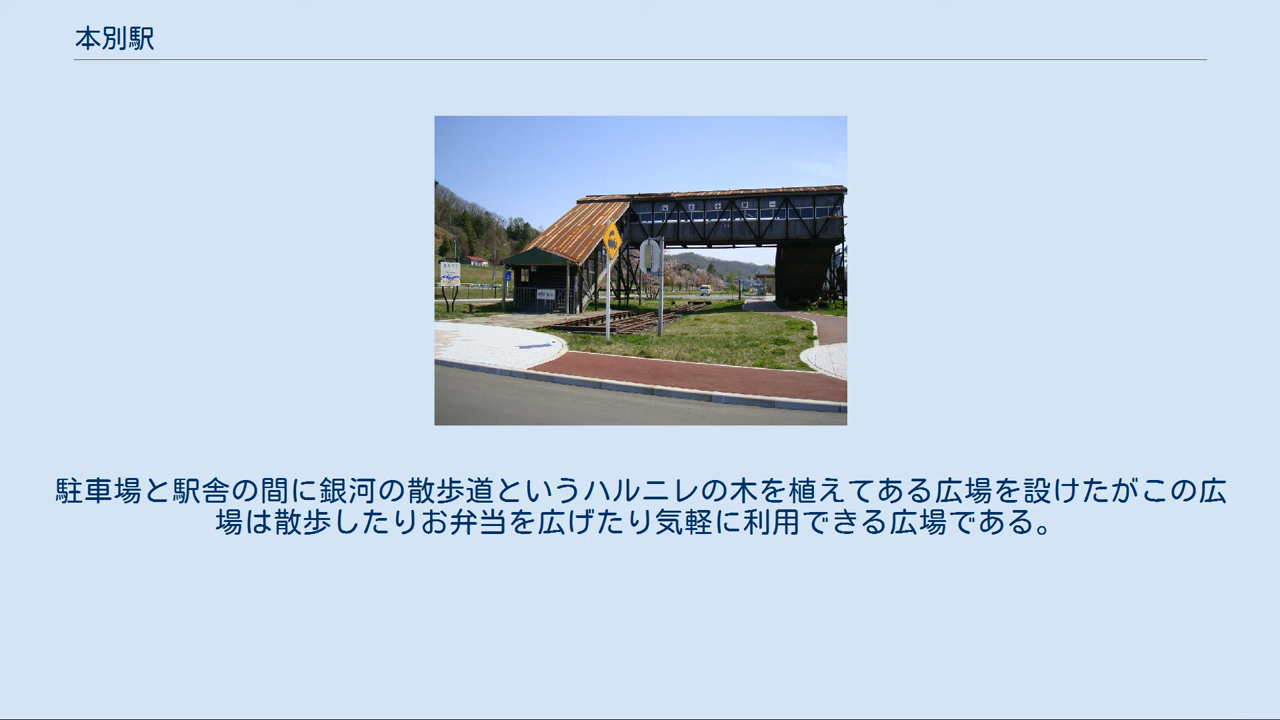 本別駅
駐車場と駅舎の間に銀河の散歩道というハルニレの木を植えてある広場を設けたがこの広
場は散歩したりお弁当を広げたり気軽に利用できる広場である。